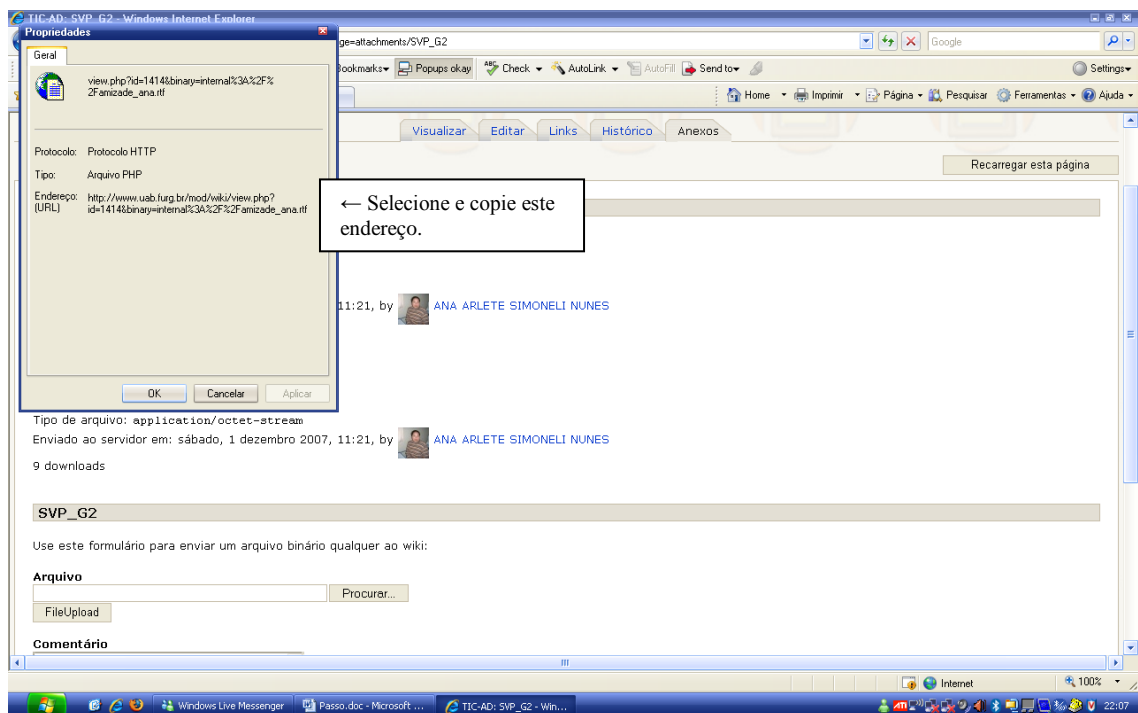 TIC-AD: SVP_G2 - Windows Internet Explorer
Propriedades
Geral
view.php?id=1414&binary=internal%3A%2F%
2Famizade_ana.rtf
Protocolo: Protocolo HTTP
Tipo: Arquivo PHP
Endereço: http://www.uab.furg.br/mod/wiki/view.php?
(URL) id=1414&binary=internal%3A%2F%2Famizade_ana.rtf
OK Cancelar Aplicar
ge=attachments/SVP_G2
Google
Bookmarks Popups okay Check AutoLink AutoFill Send to Settings
Home Imprimir Página Pesquisar Ferramentas Ajuda
Visualizar Editar Links Histórico Anexos
Recarregar esta página
← Selecione e copie este
endereço.
11:21, by ANA ARLETE SIMONELI NUNES
Tipo de arquivo: application/octet-stream
Enviado ao servidor em: sábado, 1 dezembro 2007, 11:21, by ANA ARLETE SIMONELI NUNES
9 downloads
SVP_G2
Use este formulário para enviar um arquivo binário qualquer ao wiki:
Arquivo
Procurar...
FileUpload
Comentário
Internet 100%
Windows Live Messenger Passo.doc - Microsoft ... TIC-AD: SVP_G2 - Win... 22:07